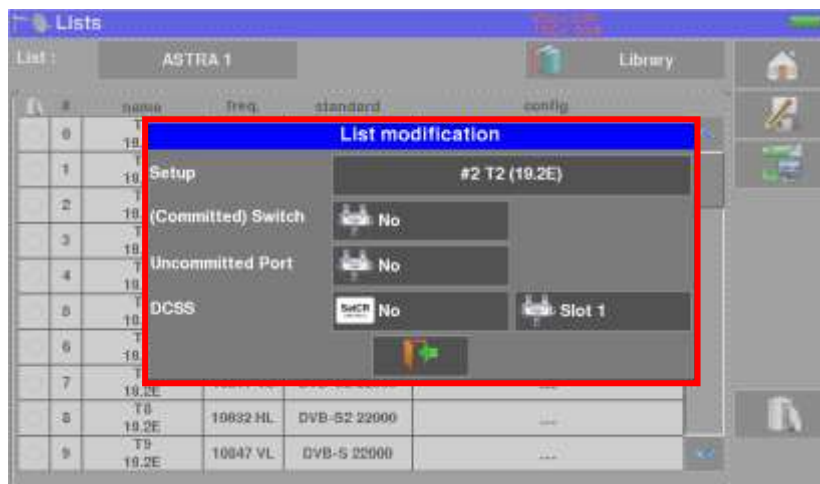 Lists
List :
ASTRA 1
Library
# name freq. standard config
0
1
2
3
4
5
6
7
8
9
List modification
Setup #2 T2 (19.2E)
(Committed) Switch No
Uncommitted Port No
DCSS SatCR No Slot 1
19.2E
T8
19.2E 10832 HL DVB-S2 22000 ---
T9
19.2E 10847 VL DVB-S 22000 ---